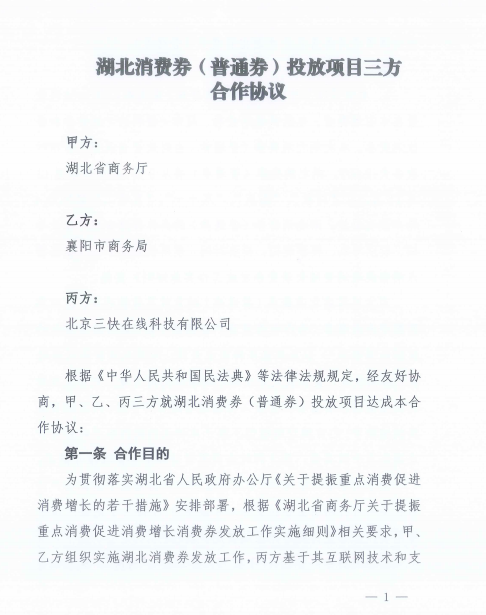 湖北消费券（普通券）投放项目三方
合作协议
甲方：
湖北省商务厅
乙方：
襄阳市商务局
丙方：
北京三快在线科技有限公司
根据《中华人民共和国民法典》等法律法规规定，经友好协
商，甲、乙、丙三方就湖北消费券（普通券）投放项目达成本合
作协议：
第一条 合作目的
为贯彻落实湖北省人民政府办公厅《关于提振重点消费促进
消费增长的若干措施》安排部署，根据《湖北省商务厅关于提振
重点消费促进消费增长消费券发放工作实施细则》相关要求，甲、
乙方组织实施湖北消费券发放工作，丙方基于其互联网技术和支
— 1 —